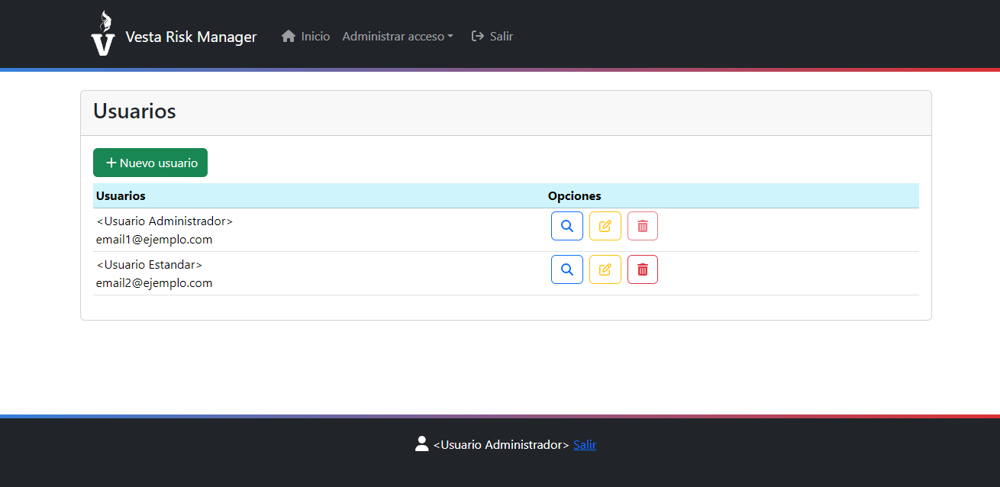 Vesta Risk Manager Inicio Administrar acceso Salir
Usuarios
Nuevo usuario
Usuarios Opciones
<Usuario Administrador>
email1@ejemplo.com
<Usuario Estandar>
email2@ejemplo.com
<Usuario Administrador> Salir